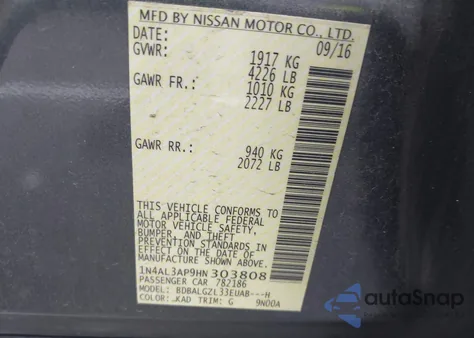 MFD BY NISSAN MOTOR CO., LTD.
DATE: 09/16
GVWR: 1917 KG
4226 LB
GAWR FR.: 1010 KG
2227 LB
GAWR RR.: 940 KG
2072 LB
THIS VEHICLE CONFORMS TO
ALL APPLICABLE FEDERAL
MOTOR VEHICLE SAFETY,
BUMPER, AND THEFT
PREVENTION STANDARDS IN
EFFECT ON THE DATE OF
MANUFACTURE SHOWN ABOVE.
1N4AL3AP9HN303808
PASSENGER CAR 782186
MODEL: BDBALGZL33EUAB---H
COLOR: KAD TRIM: G 9N00A
autoSnap
POWERED BY